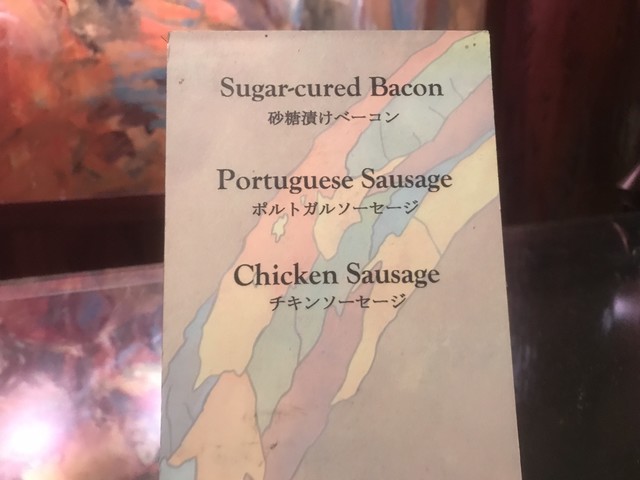 Sugar-cured Bacon
砂糖漬けベーコン
Portuguese Sausage
ポルトガルソーセージ
Chicken Sausage
チキンソーセージ